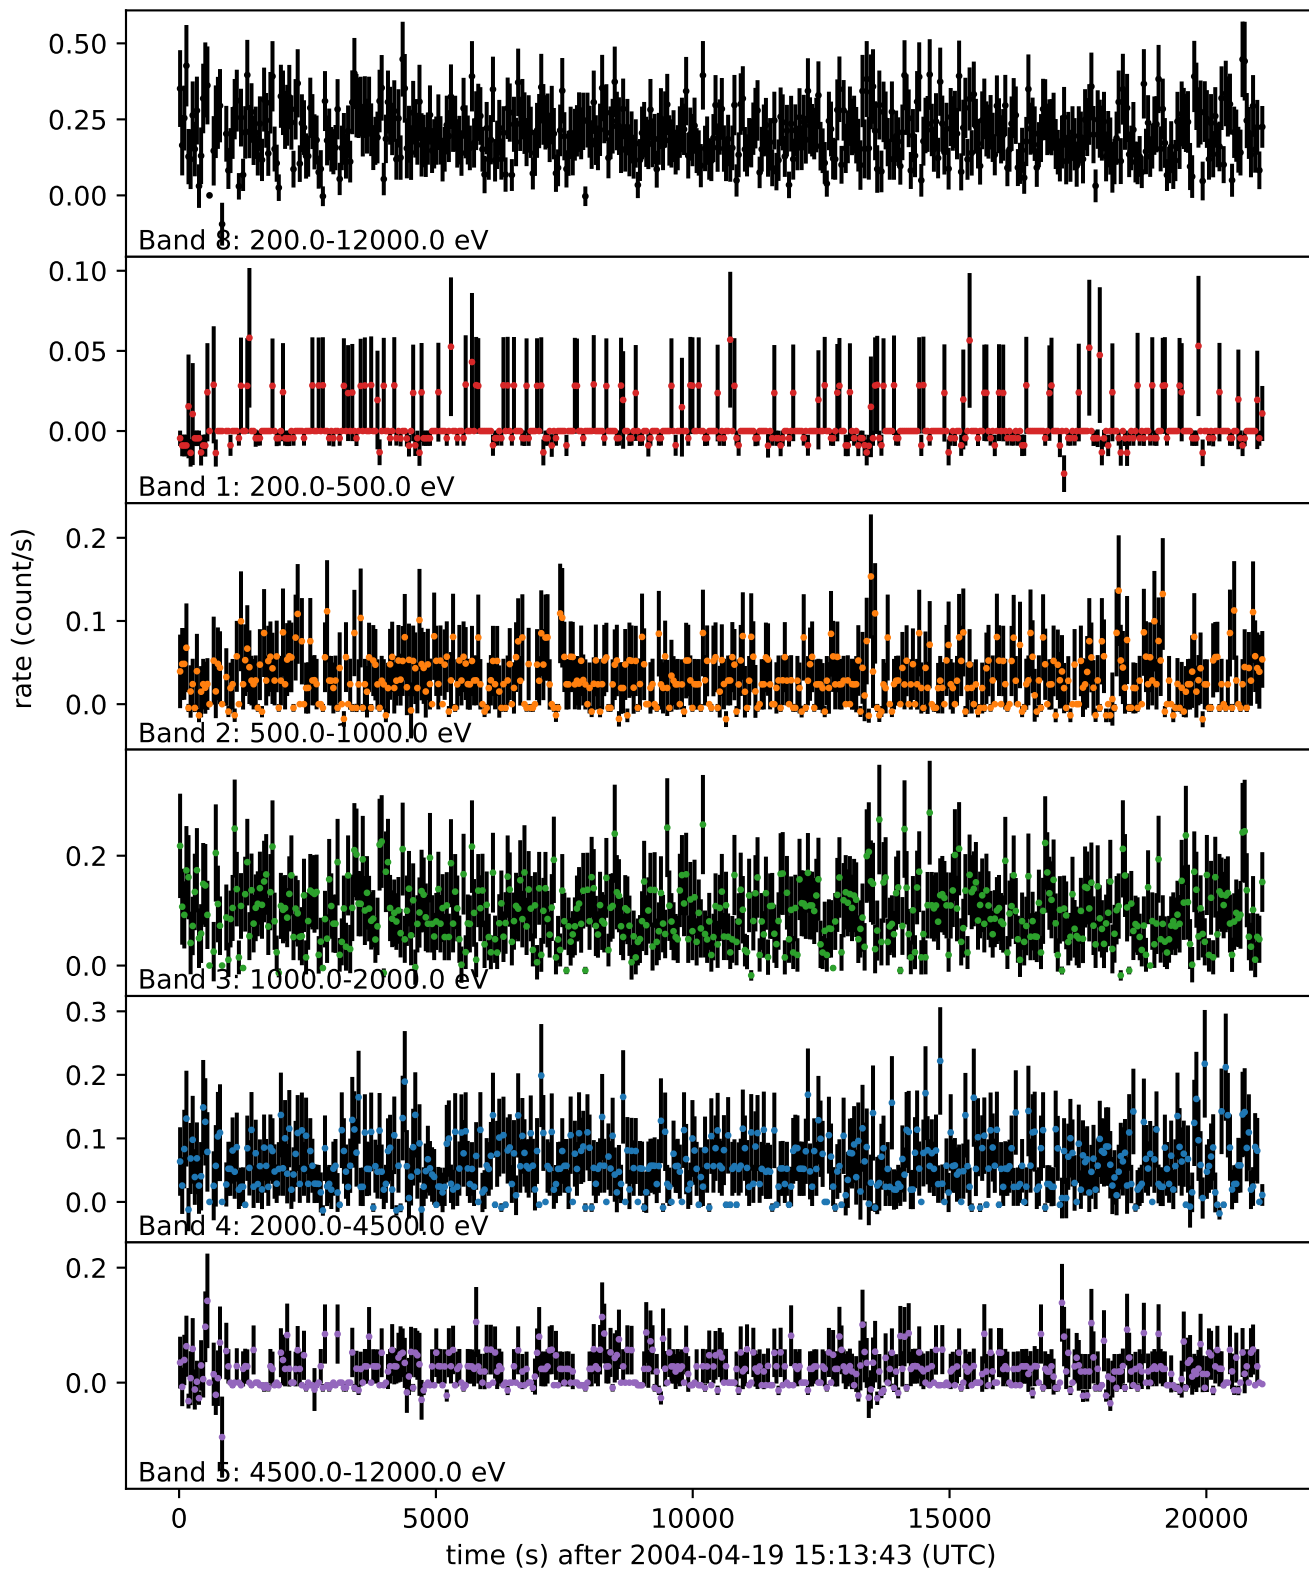 0.50
0.25
0.00
Band 8: 200.0-12000.0 eV
0.10
0.05
0.00
Band 1: 200.0-500.0 eV
rate (count/s)
0.2
0.1
0.0
Band 2: 500.0-1000.0 eV
0.2
0.0
Band 3: 1000.0-2000.0 eV
0.3
0.2
0.1
0.0
Band 4: 2000.0-4500.0 eV
0.2
0.0
Band 5: 4500.0-12000.0 eV
0 5000 10000 15000 20000
time (s) after 2004-04-19 15:13:43 (UTC)